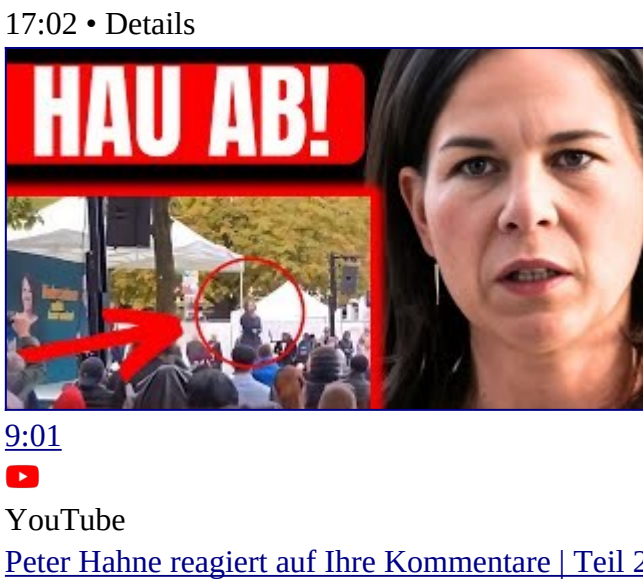 17:02 • Details
HAU AB!
9:01
YouTube
Peter Hahne reagiert auf Ihre Kommentare | Teil 2